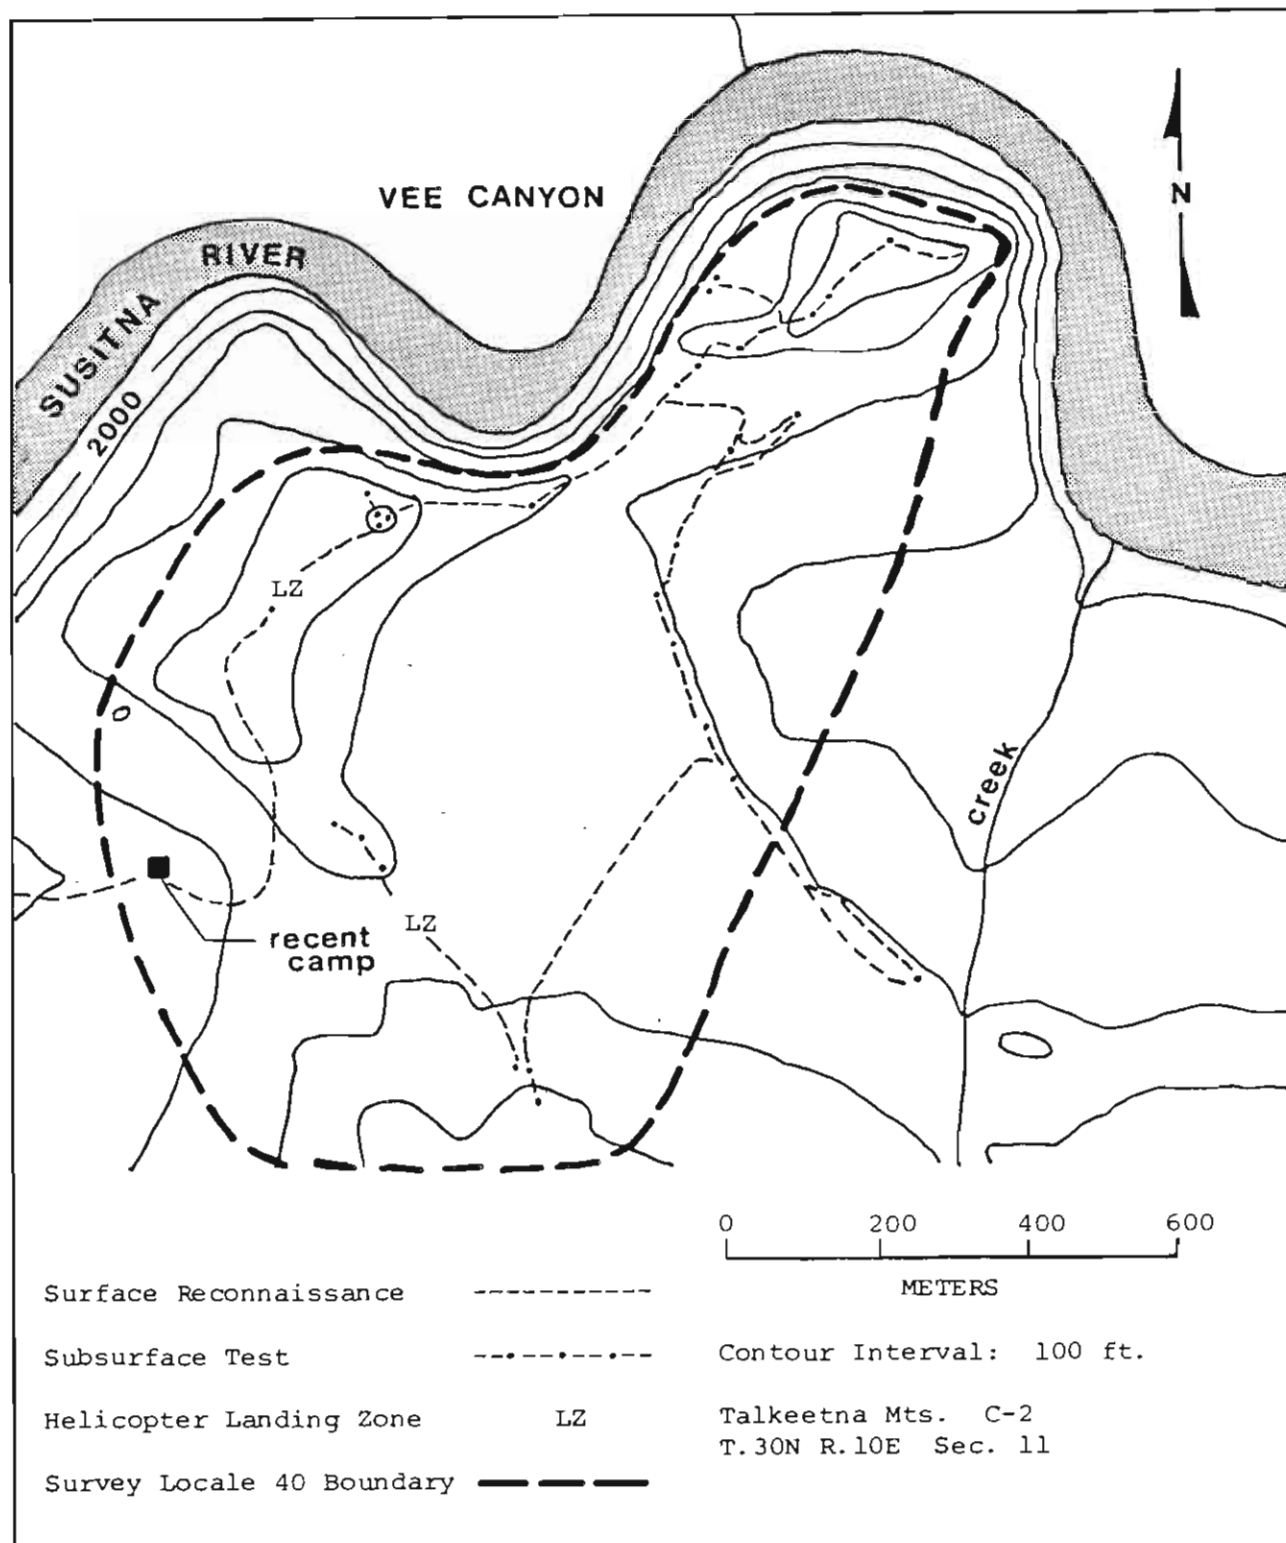 N
VEE CANYON
SUSITNA RIVER
2000
LZ
creek
LZ
recent
camp
0 200 400 600
METERS
Surface Reconnaissance
Subsurface Test
Contour Interval: 100 ft.
Helicopter Landing Zone LZ
Talkeetna Mts. C-2
T.30N R.10E Sec. 11
Survey Locale 40 Boundary